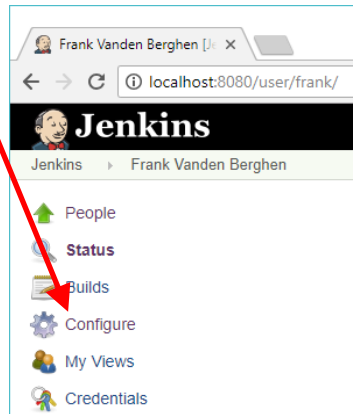 Frank Vanden Berghen [J
localhost:8080/user/frank/
Jenkins
Jenkins Frank Vanden Berghen
People
Status
Builds
Configure
My Views
Credentials